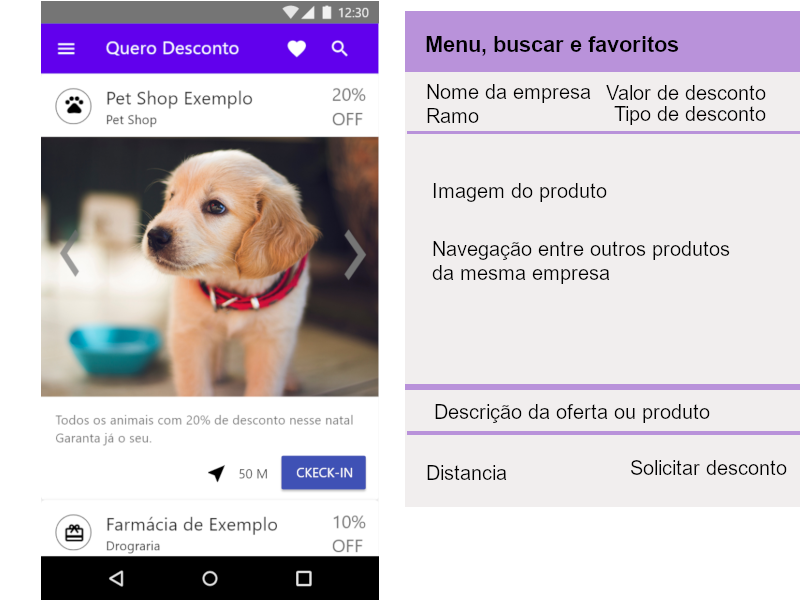 12:30
Quero Desconto
Pet Shop Exemplo
Pet Shop
20%
OFF
Todos os animais com 20% de desconto nesse natal
Garanta já o seu.
50 M
CKECK-IN
Farmácia de Exemplo
Drograria
10%
OFF
Menu, buscar e favoritos
Nome da empresa
Ramo
Valor de desconto
Tipo de desconto
Imagem do produto
Navegação entre outros produtos
da mesma empresa
Descrição da oferta ou produto
Distancia
Solicitar desconto